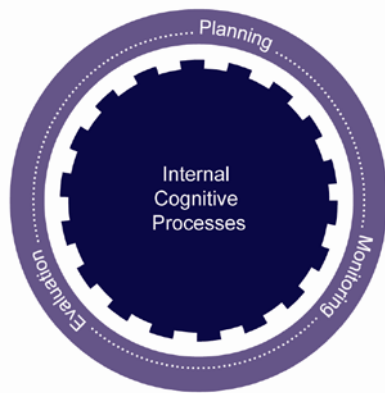 Planning
Internal
Cognitive
Processes
Monitoring
Evaluation